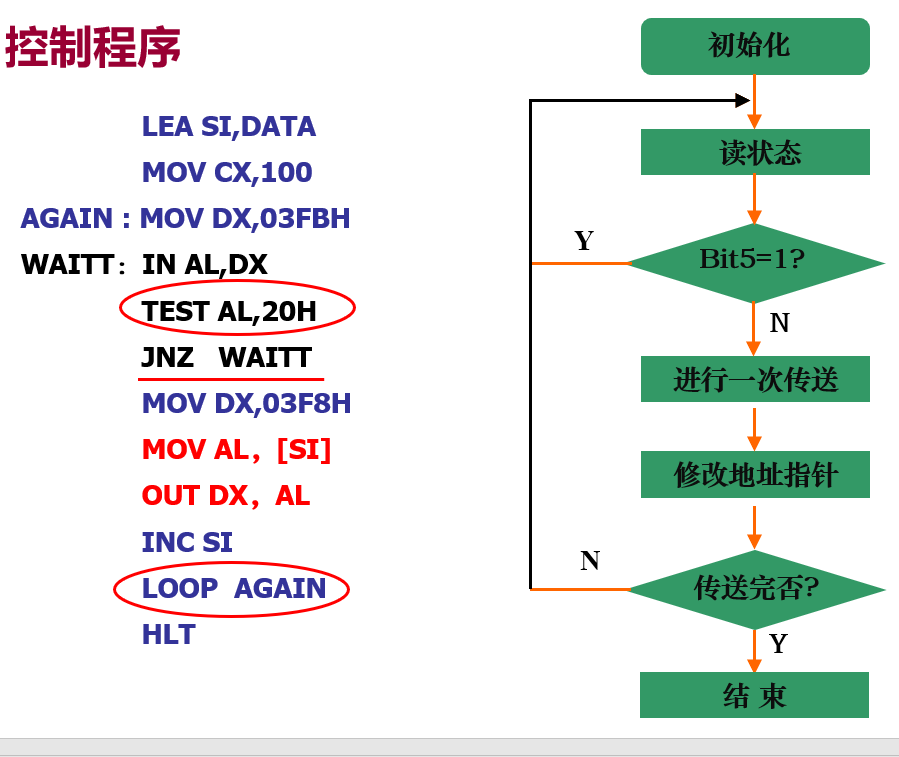 控制程序
LEA SI,DATA
MOV CX,100
AGAIN : MOV DX,03FBH
WAITT： IN AL,DX
TEST AL,20H
JNZ WAITT
MOV DX,03F8H
MOV AL，[SI]
OUT DX，AL
INC SI
LOOP AGAIN
HLT
初始化
读状态
Bit5=1?
Y
N
进行一次传送
修改地址指针
传送完否?
N
Y
结 束